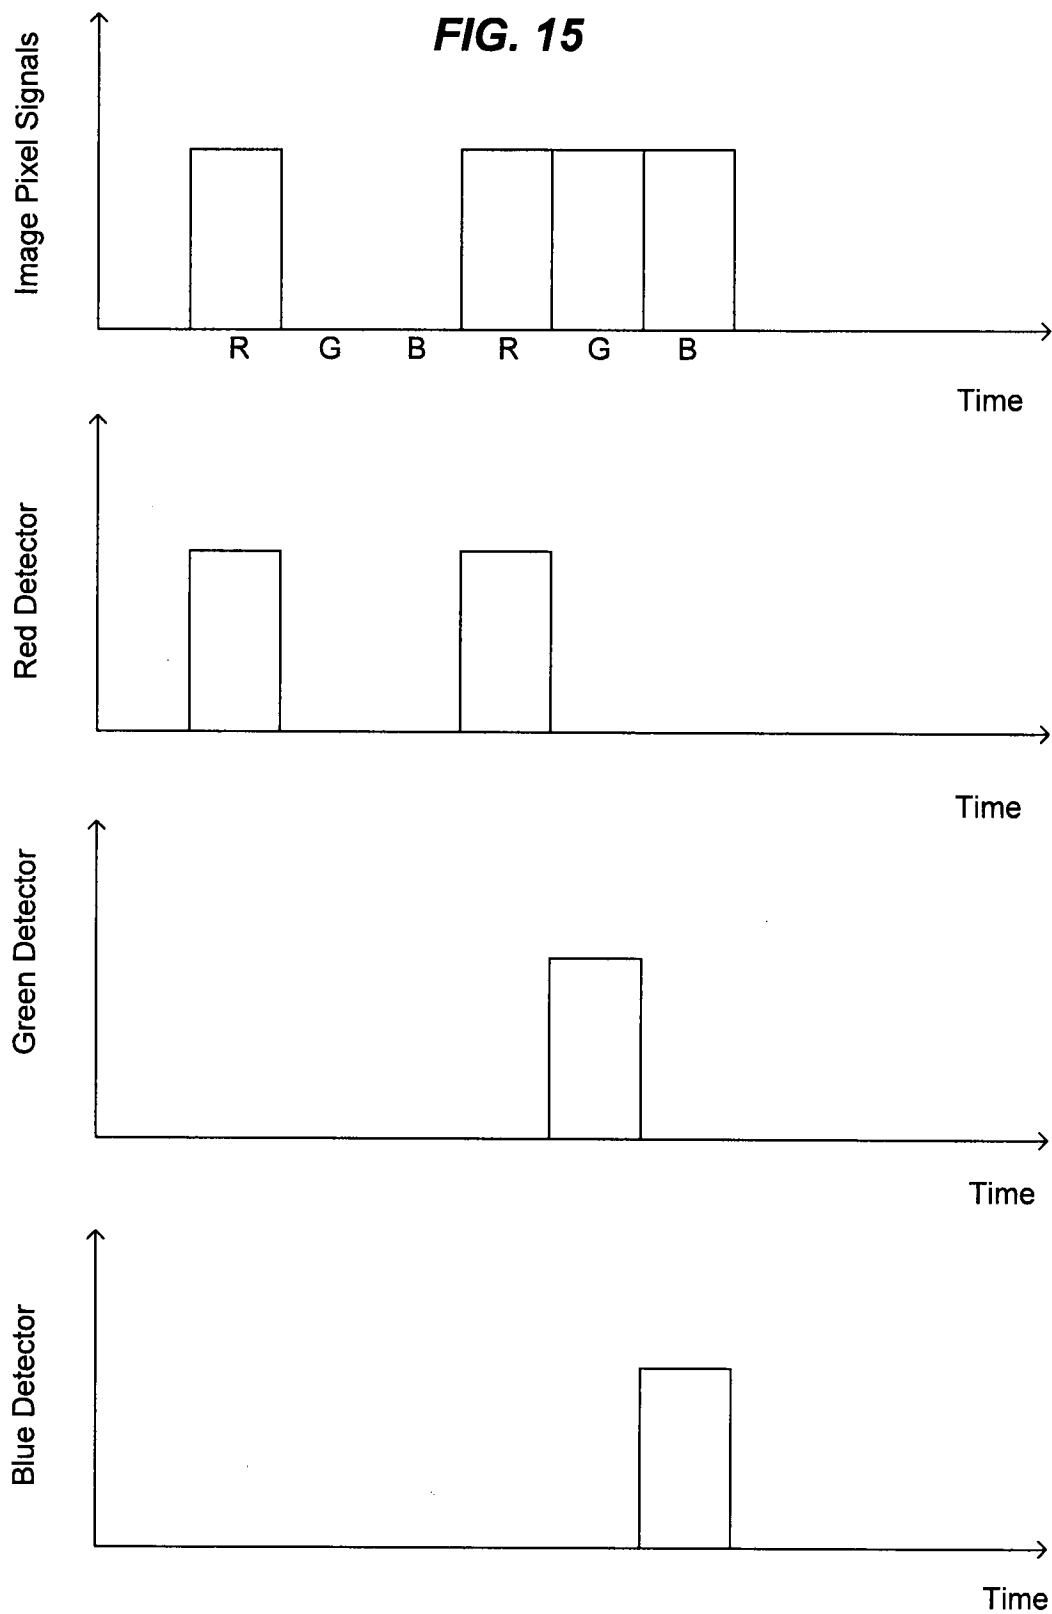 FIG. 15
Image Pixel Signals
R G B R G B
Time
Red Detector
Time
Green Detector
Time
Blue Detector
Time